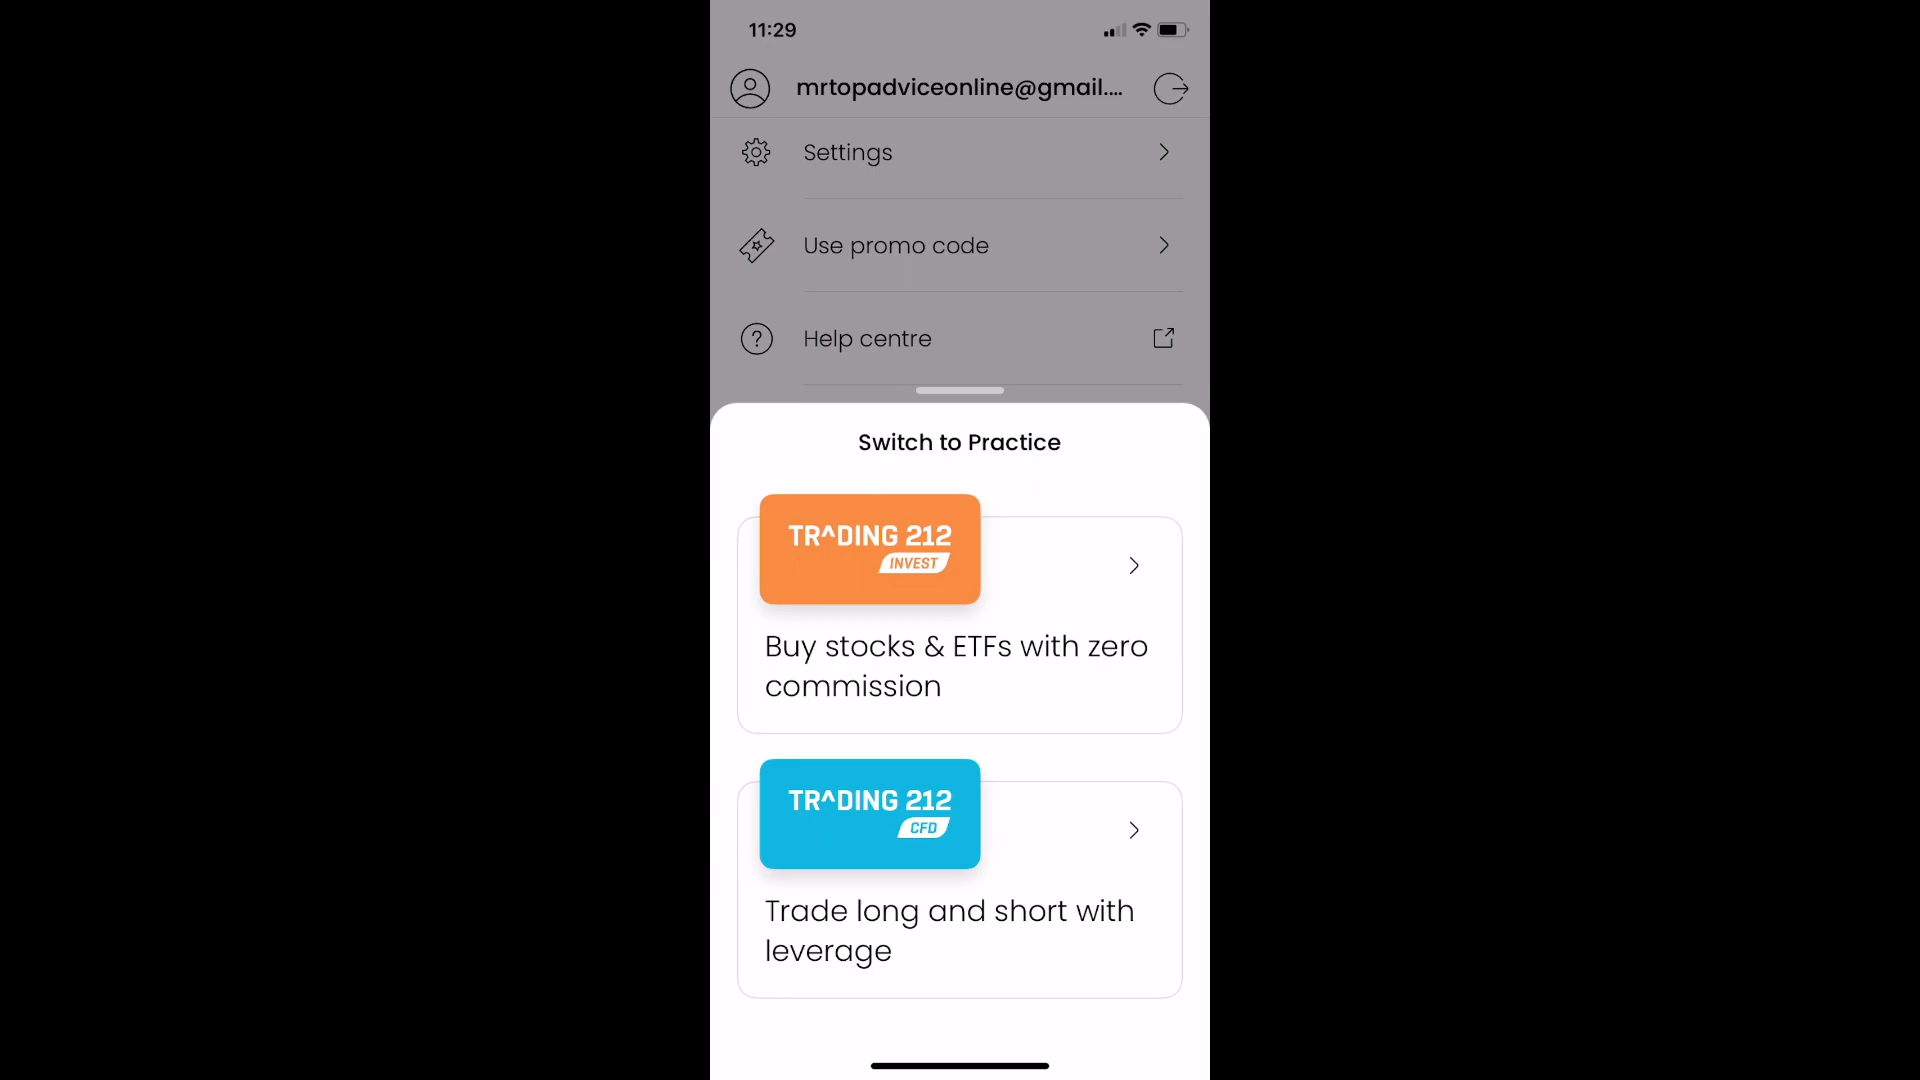 11:29
mrtopadviceonline@gmail....
Settings
Use promo code
Help centre
Switch to Practice
TR^DING 212
INVEST
Buy stocks & ETFs with zero
commission
TR^DING 212
CFD
Trade long and short with
leverage